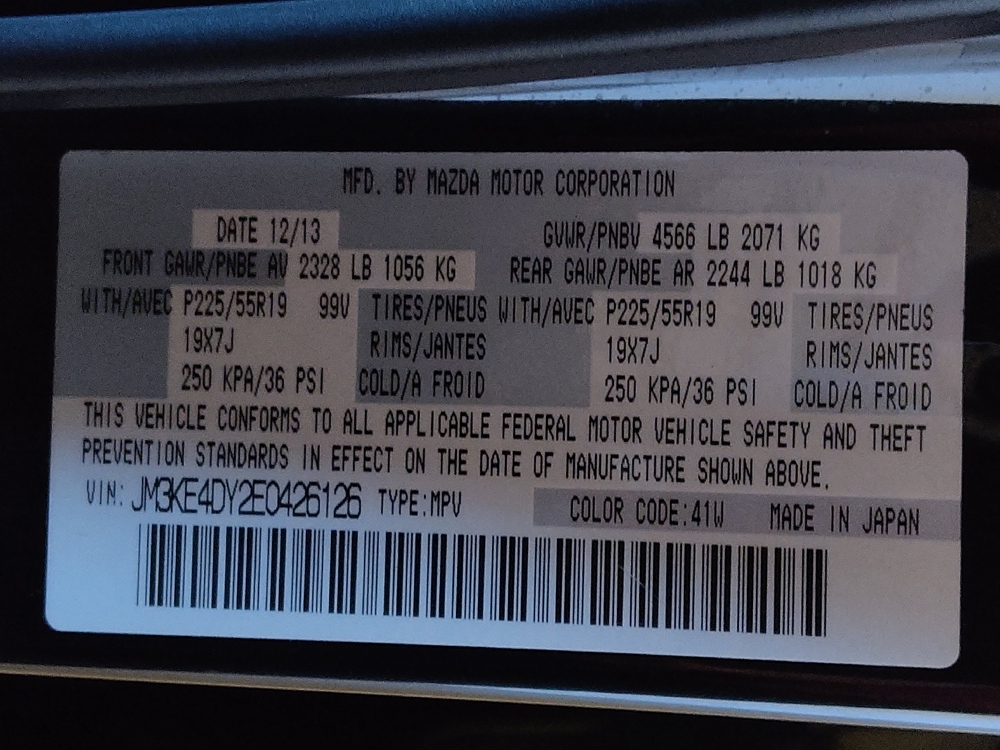 MFD. BY MAZDA MOTOR CORPORATION
DATE 12/13 GVWR/PNBV 4566 LB 2071 KG
FRONT GAWR/PNBE AV 2328 LB 1056 KG REAR GAWR/PNBE AR 2244 LB 1018 KG
WITH/AVEC P225/55R19 99V TIRES/PNEUS WITH/AVEC P225/55R19 99V TIRES/PNEUS
19X7J RIMS/JANTES 19X7J RIMS/JANTES
250 KPA/36 PSI COLD/A FROID 250 KPA/36 PSI COLD/A FROID
THIS VEHICLE CONFORMS TO ALL APPLICABLE FEDERAL MOTOR VEHICLE SAFETY AND THEFT
PREVENTION STANDARDS IN EFFECT ON THE DATE OF MANUFACTURE SHOWN ABOVE.
VIN: JM3KE4DY2E0426126 TYPE:MPV COLOR CODE:41W MADE IN JAPAN